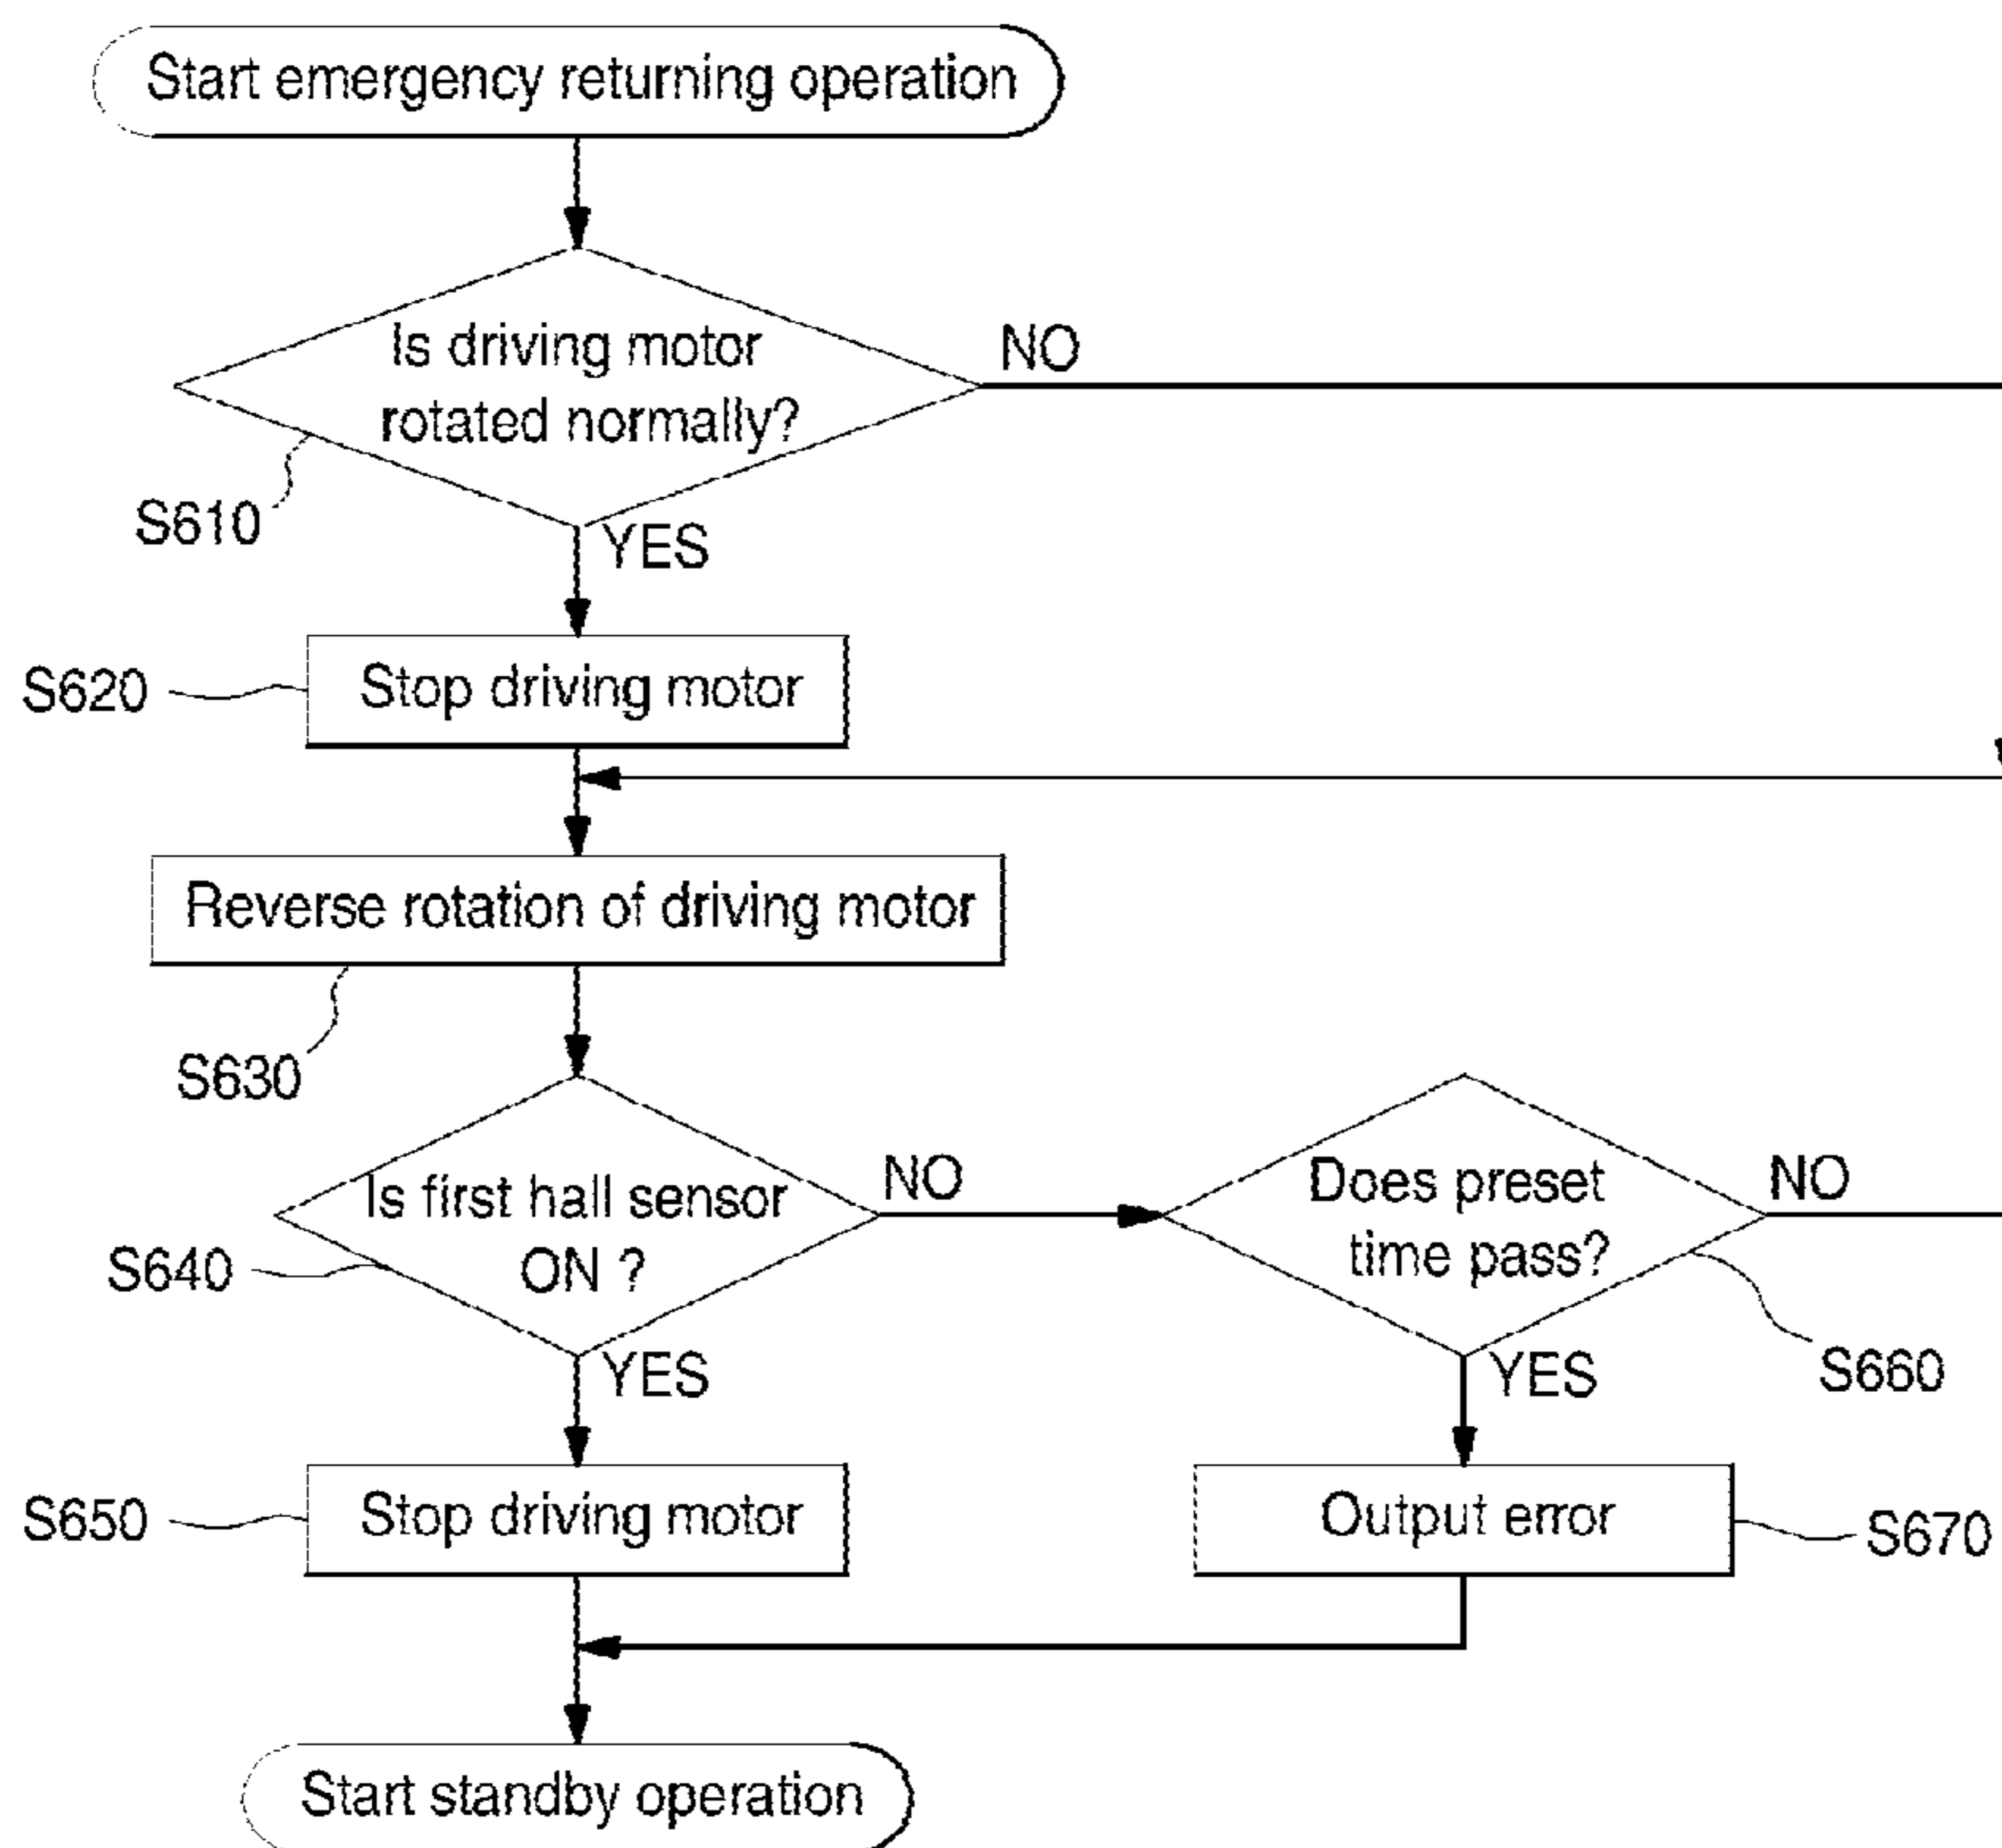 Start emergency returning operation
Is driving motor
rotated normally?
NO
S610
YES
S620
Stop driving motor
Reverse rotation of driving motor
S630
Is first hall sensor
ON ?
NO
Does preset
time pass?
NO
S640
S660
YES
YES
S650
Stop driving motor
Output error
S670
Start standby operation